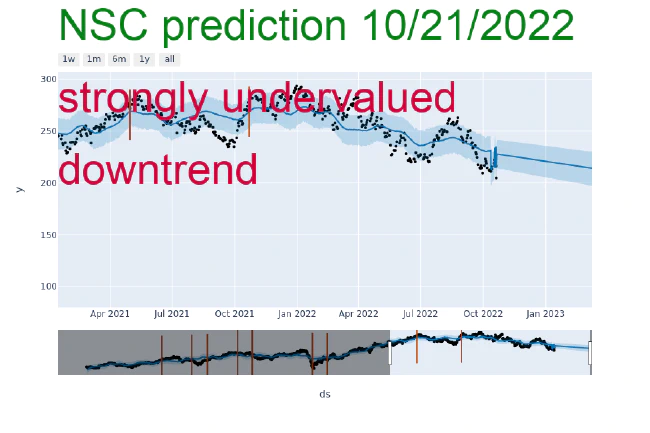 NSC prediction 10/21/2022
1w 1m 6m 1y all
300
strongly undervalued
250
downtrend
200
y
150
100
Apr 2021 Jul 2021 Oct 2021 Jan 2022 Apr 2022 Jul 2022 Oct 2022 Jan 2023
ds